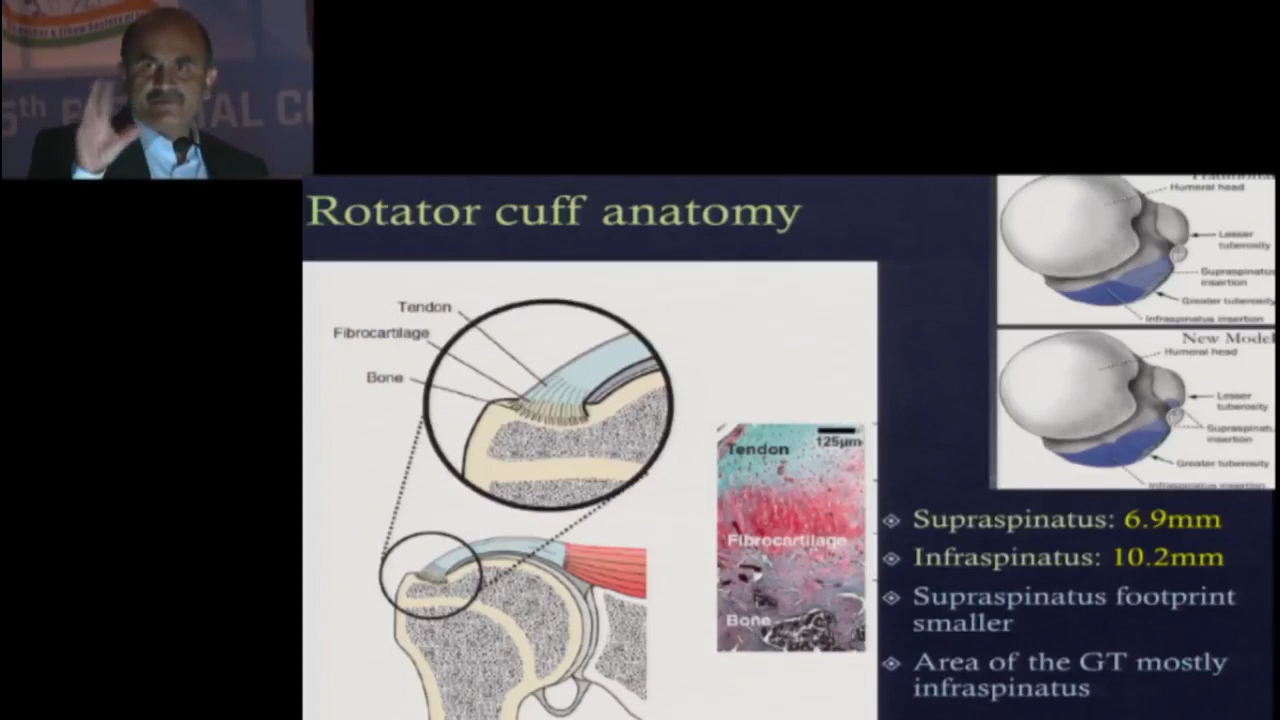 5th
Rotator cuff anatomy
Tendon
Fibrocartilage
Bone
Tendon
125µm
Fibrocartilage
Bone
Humeral head
Lesser
tuberosity
Supraspinatus
insertion
Greater tuberosity
Infraspinatus insertion
New Model
Humeral head
Lesser
tuberosity
insertion
Greater tuberosity
Infraspinatus insertion
Supraspinatus: 6.9mm
Infraspinatus: 10.2mm
Supraspinatus footprint
smaller
Area of the GT mostly
infraspinatus